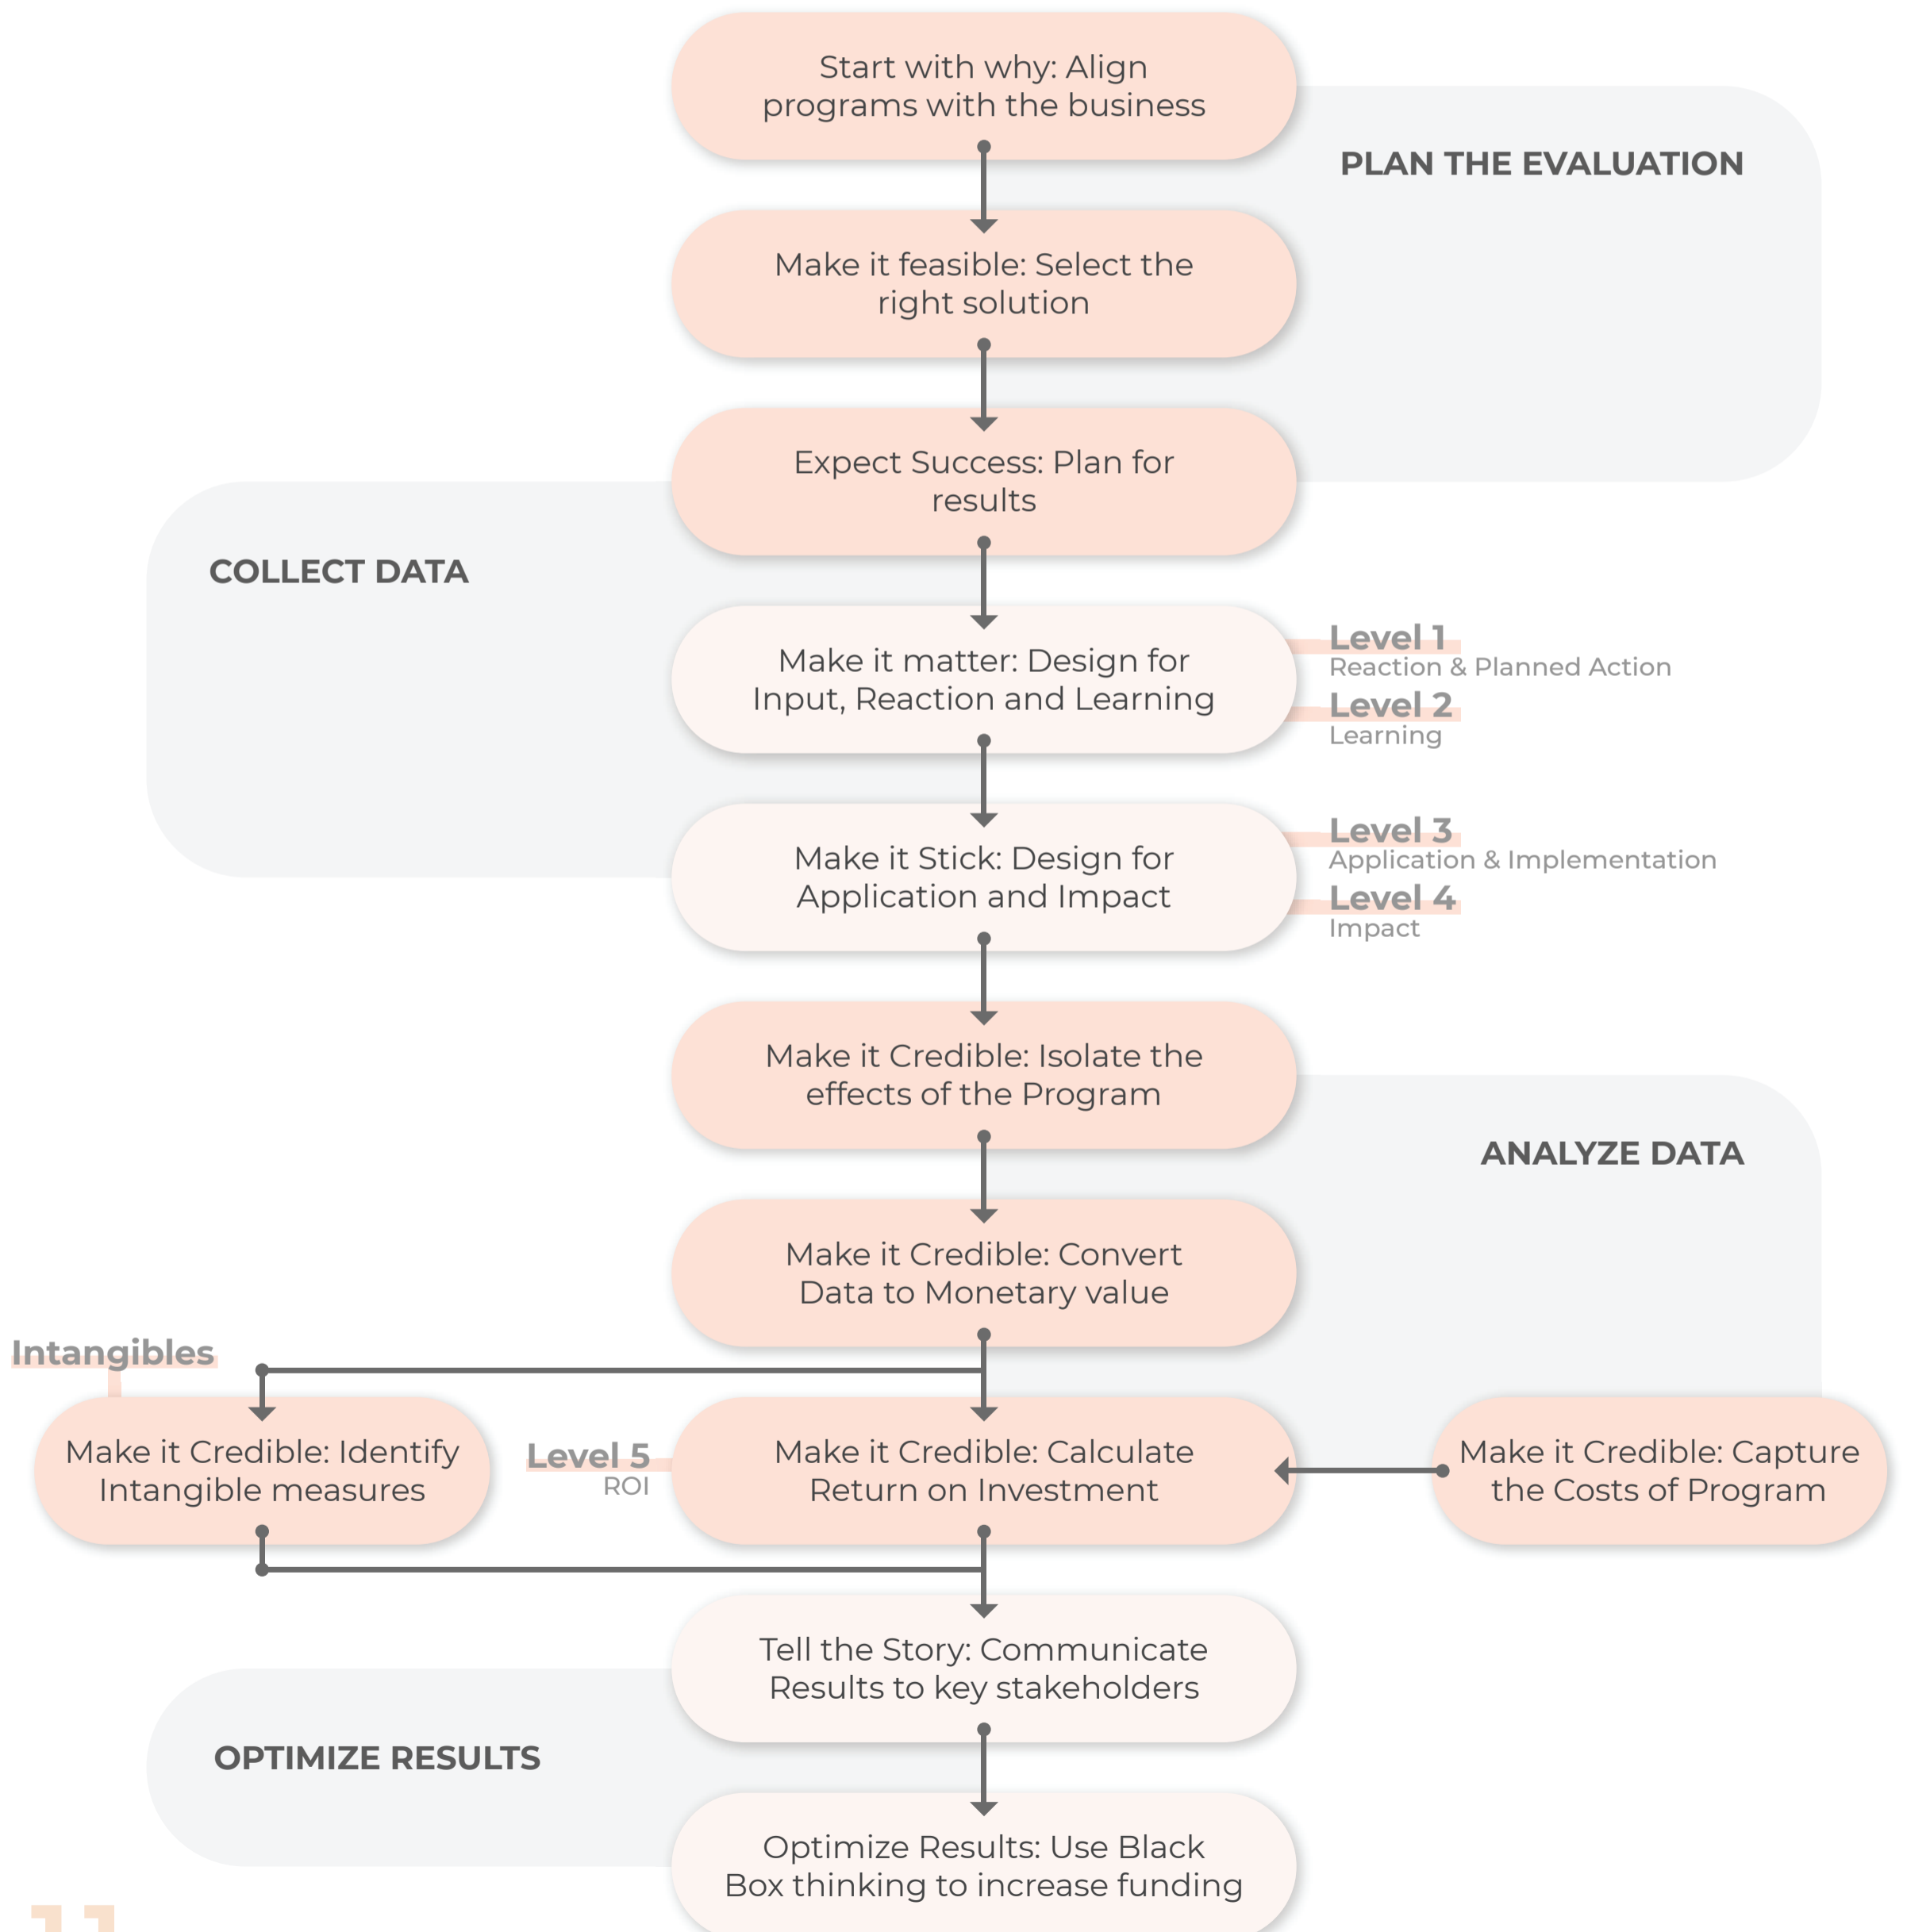 Start with why: Align
programs with the business
PLAN THE EVALUATION
Make it feasible: Select the
right solution
Expect Success: Plan for
results
COLLECT DATA
Make it matter: Design for
Input, Reaction and Learning
Level 1
Reaction & Planned Action
Level 2
Learning
Make it Stick: Design for
Application and Impact
Level 3
Application & Implementation
Level 4
Impact
Make it Credible: Isolate the
effects of the Program
ANALYZE DATA
Make it Credible: Convert
Data to Monetary value
Intangibles
Make it Credible: Identify
Intangible measures
Level 5
ROI
Make it Credible: Calculate
Return on Investment
Make it Credible: Capture
the Costs of Program
Tell the Story: Communicate
Results to key stakeholders
OPTIMIZE RESULTS
Optimize Results: Use Black
Box thinking to increase funding